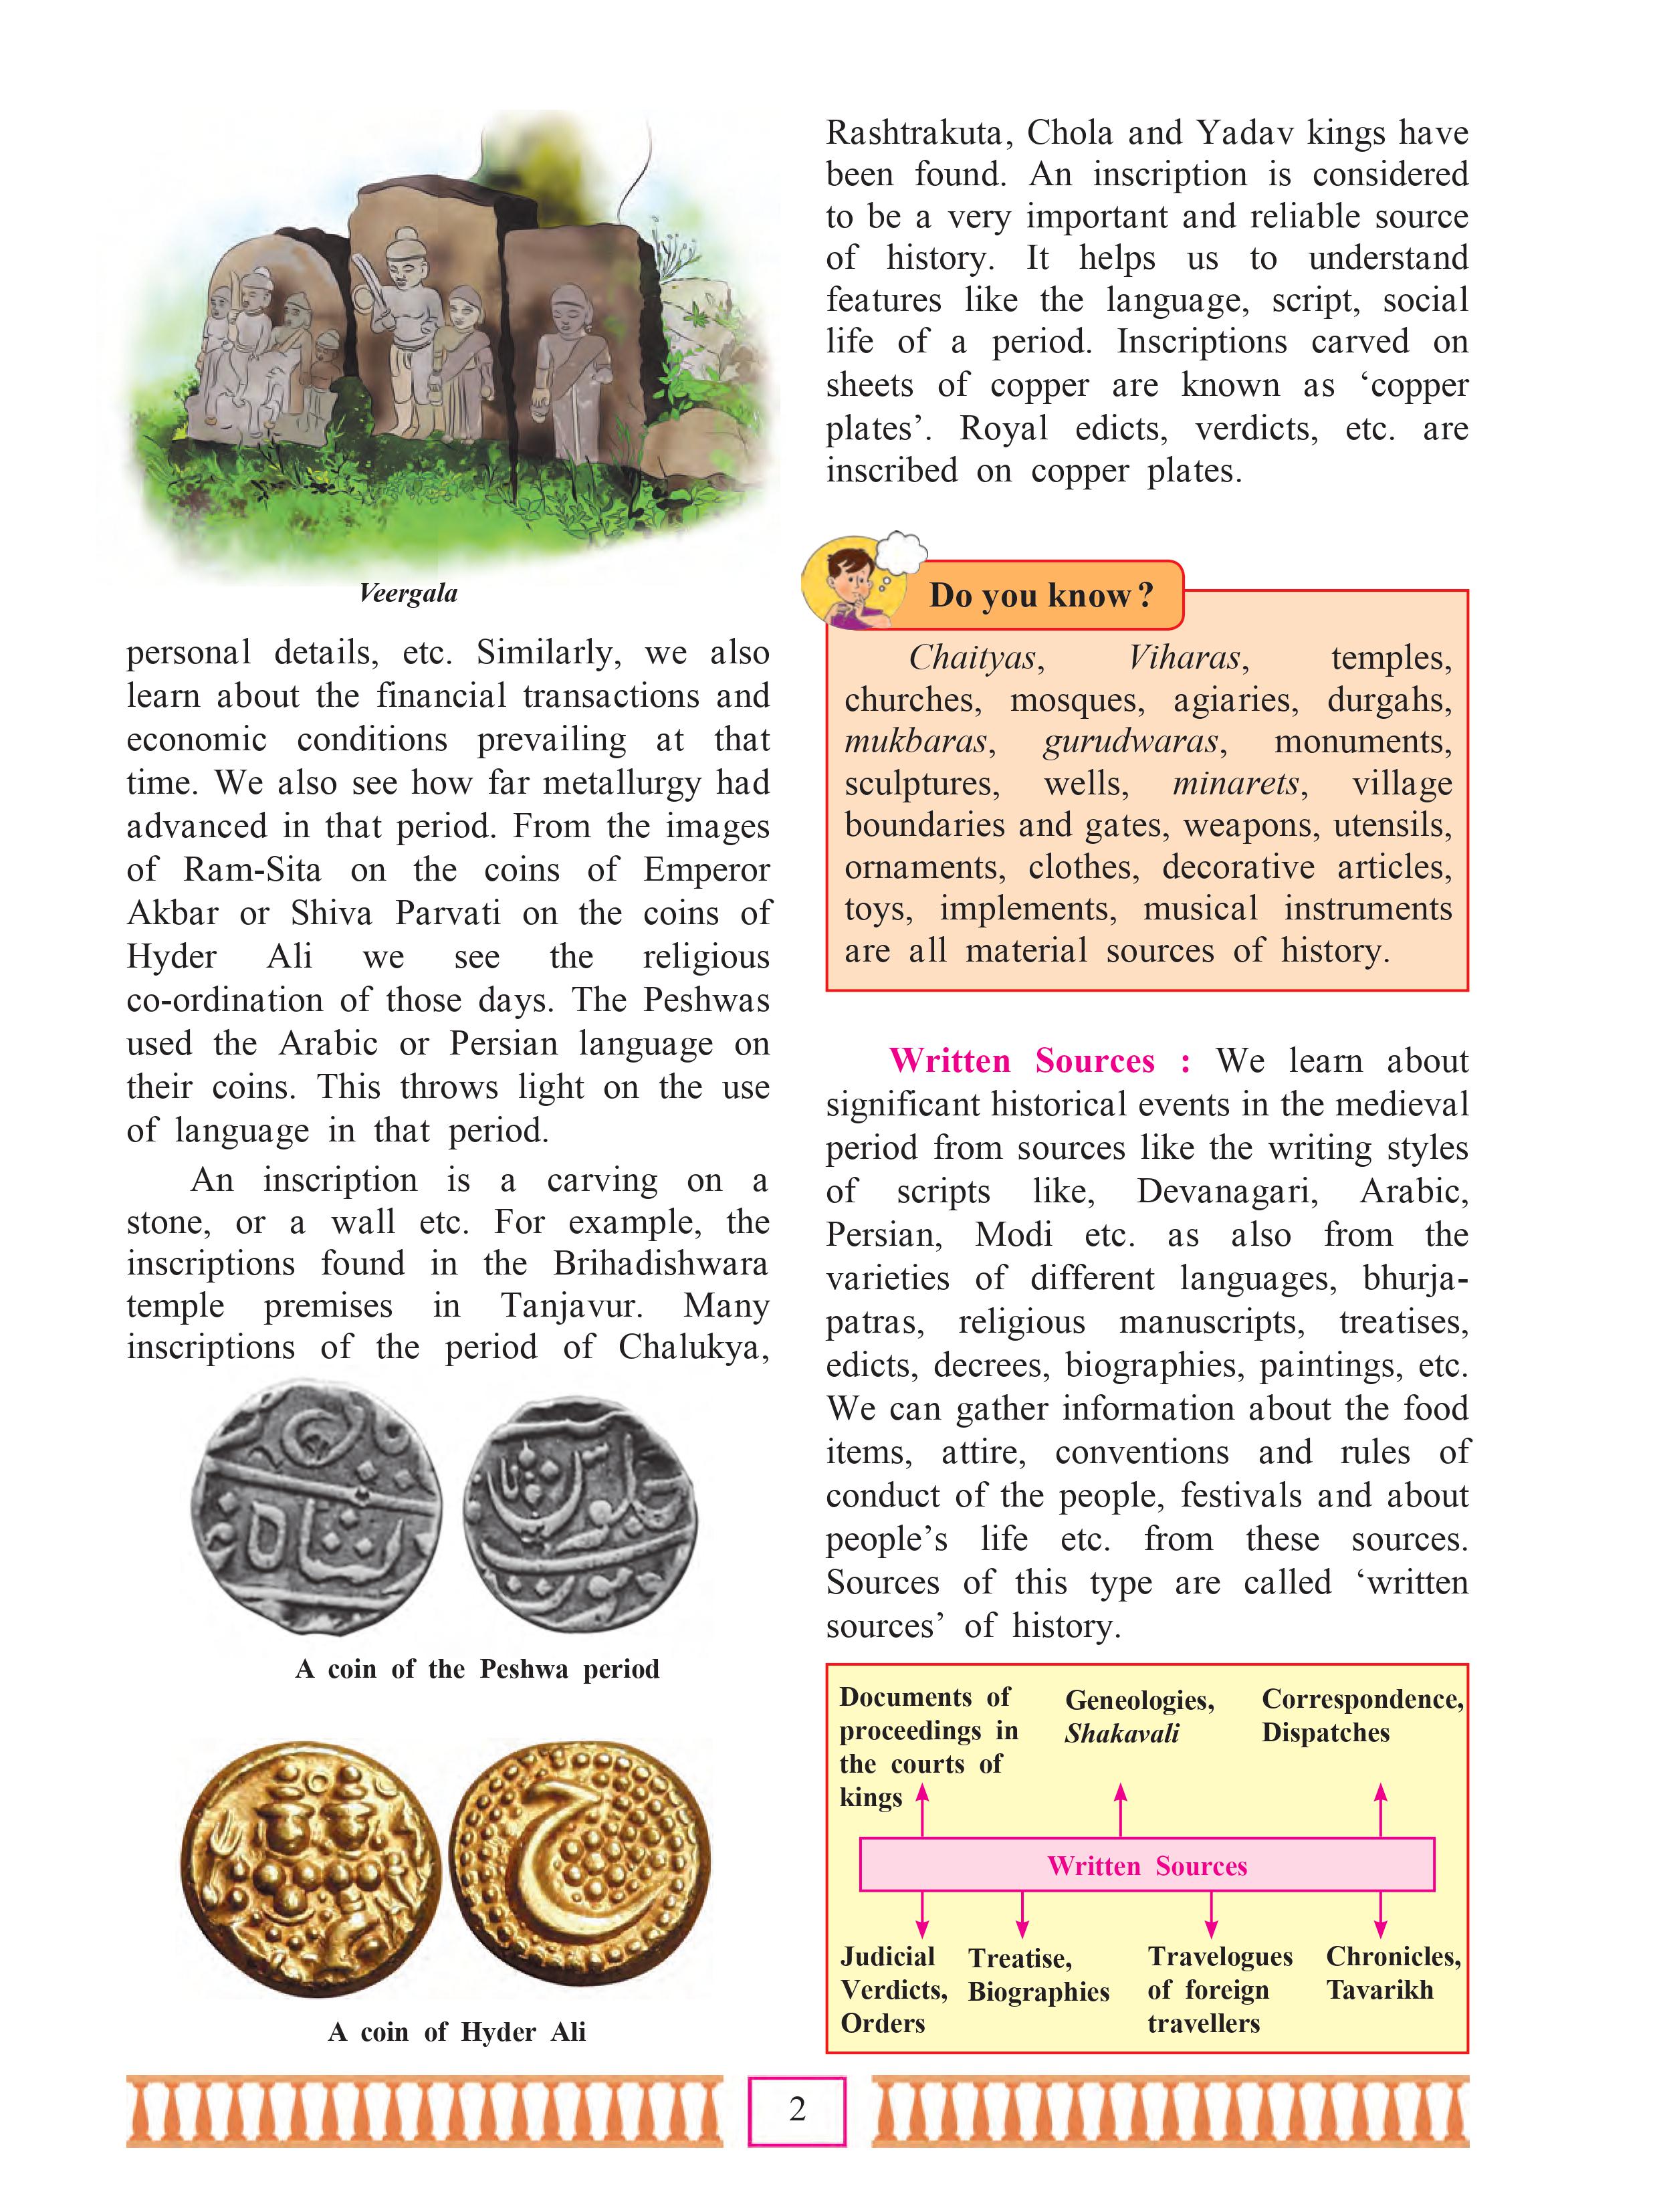 Veergala
personal details, etc. Similarly, we also
learn about the financial transactions and
economic conditions prevailing at that
time. We also see how far metallurgy had
advanced in that period. From the images
of Ram-Sita on the coins of Emperor
Akbar or Shiva Parvati on the coins of
Hyder Ali we see the religious
co-ordination of those days. The Peshwas
used the Arabic or Persian language on
their coins. This throws light on the use
of language in that period.
An inscription is a carving on a
stone, or a wall etc. For example, the
inscriptions found in the Brihadishwara
temple premises in Tanjavur. Many
inscriptions of the period of Chalukya,
A coin of the Peshwa period
A coin of Hyder Ali
Rashtrakuta, Chola and Yadav kings have
been found. An inscription is considered
to be a very important and reliable source
of history. It helps us to understand
features like the language, script, social
life of a period. Inscriptions carved on
sheets of copper are known as ‘copper
plates’. Royal edicts, verdicts, etc. are
inscribed on copper plates.
Do you know ?
Chaityas, Viharas, temples,
churches, mosques, agiaries, durgahs,
mukbaras, gurudwaras, monuments,
sculptures, wells, minarets, village
boundaries and gates, weapons, utensils,
ornaments, clothes, decorative articles,
toys, implements, musical instruments
are all material sources of history.
Written Sources : We learn about
significant historical events in the medieval
period from sources like the writing styles
of scripts like, Devanagari, Arabic,
Persian, Modi etc. as also from the
varieties of different languages, bhurja-
patras, religious manuscripts, treatises,
edicts, decrees, biographies, paintings, etc.
We can gather information about the food
items, attire, conventions and rules of
conduct of the people, festivals and about
people’s life etc. from these sources.
Sources of this type are called ‘written
sources’ of history.
Documents of
proceedings in
the courts of
kings
Geneologies,
Shakavali
Correspondence,
Dispatches
Written Sources
Judicial
Verdicts,
Orders
Treatise,
Biographies
Travelogues
of foreign
travellers
Chronicles,
Tavarikh
2